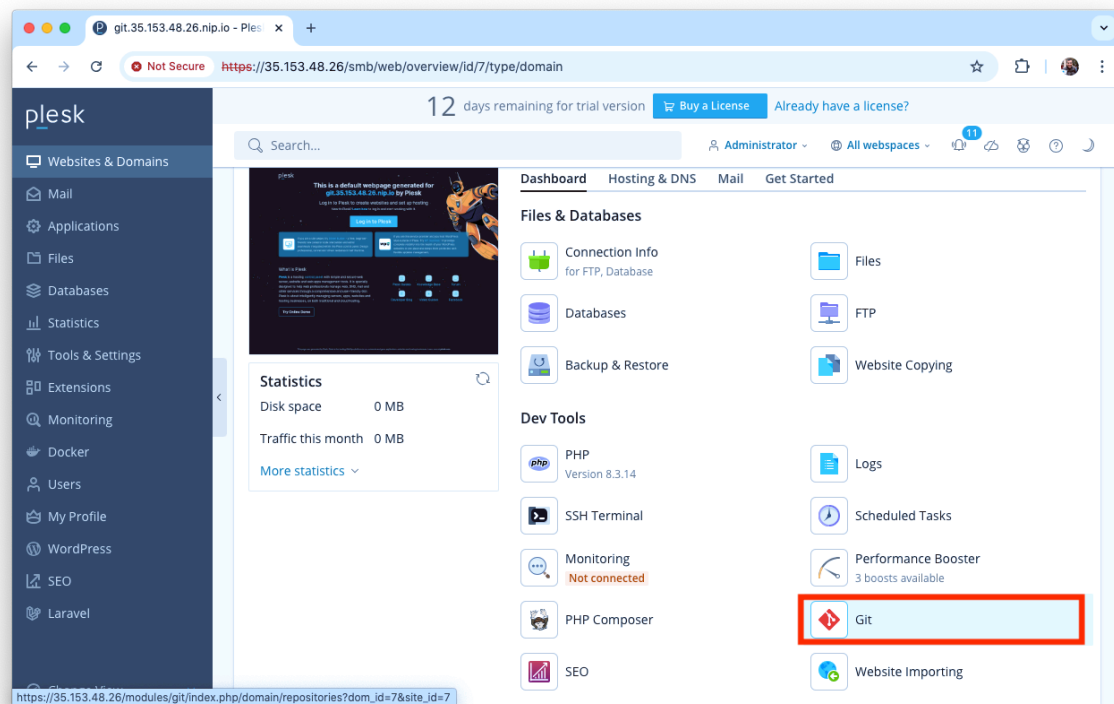 git.35.153.48.26.nip.io - Ples
Not Secure https://35.153.48.26/smb/web/overview/id/7/type/domain
plesk
12 days remaining for trial version Buy a License Already have a license?
Search...
Administrator All webspaces 11
Websites & Domains
Mail
Applications
Files
Databases
Statistics
Tools & Settings
Extensions
Monitoring
Docker
Users
My Profile
WordPress
SEO
Laravel
plesk
This is a default webpage generated for
git.35.153.48.26.nip.io by Plesk
Log in to Plesk
What is Plesk
Try Online Demo
Statistics
Disk space 0 MB
Traffic this month 0 MB
More statistics
Dashboard Hosting & DNS Mail Get Started
Files & Databases
Connection Info
for FTP, Database
Files
Databases
FTP
Backup & Restore
Website Copying
Dev Tools
PHP
Version 8.3.14
php
Logs
SSH Terminal
Scheduled Tasks
Monitoring
Not connected
Performance Booster
3 boosts available
PHP Composer
Git
SEO
Website Importing
https://35.153.48.26/modules/git/index.php/domain/repositories?dom_id=7&site_id=7